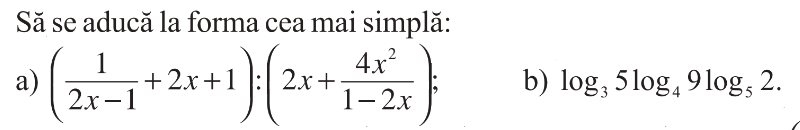 Să se aducă la forma cea mai simplă:
a) (1/(2x−1) + 2x + 1) : (2x + 4x²/(1−2x)); b) log₃ 5 log₄ 9 log₅ 2.